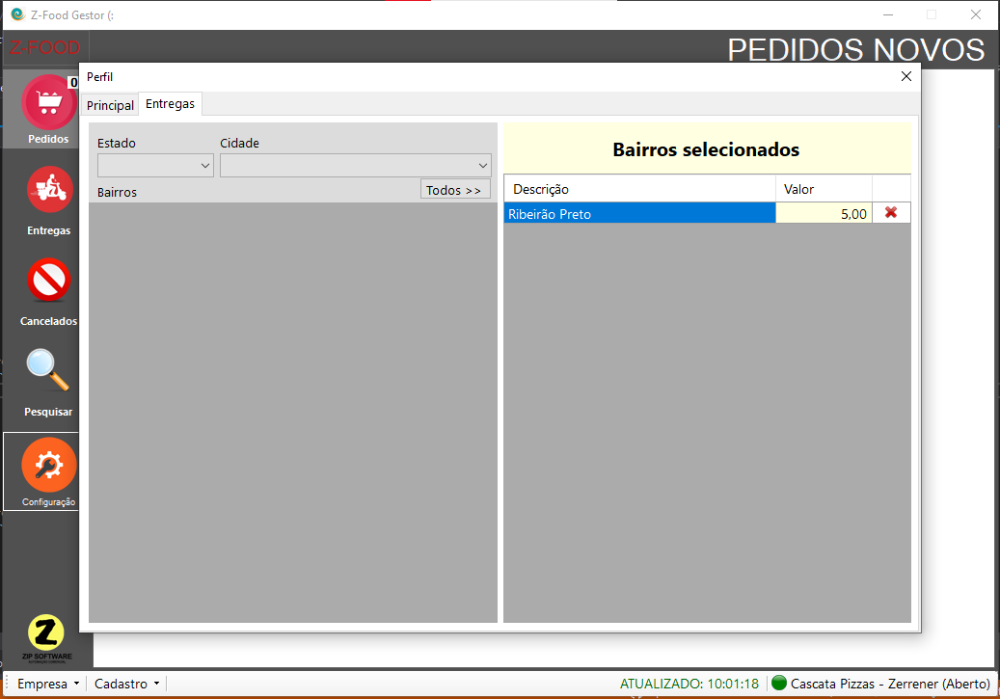 Z-Food Gestor (:
Z-FOOD
PEDIDOS NOVOS
0
Pedidos
Entregas
Cancelados
Pesquisar
Configuração
Perfil
Principal
Entregas
Estado
Cidade
Bairros
Todos >>
Bairros selecionados
Descrição
Valor
Ribeirão Preto
5,00
Z
ZIP SOFTWARE
AUTOMAÇÃO COMERCIAL
Empresa
Cadastro
ATUALIZADO: 10:01:18
Cascata Pizzas - Zerrener (Aberto)